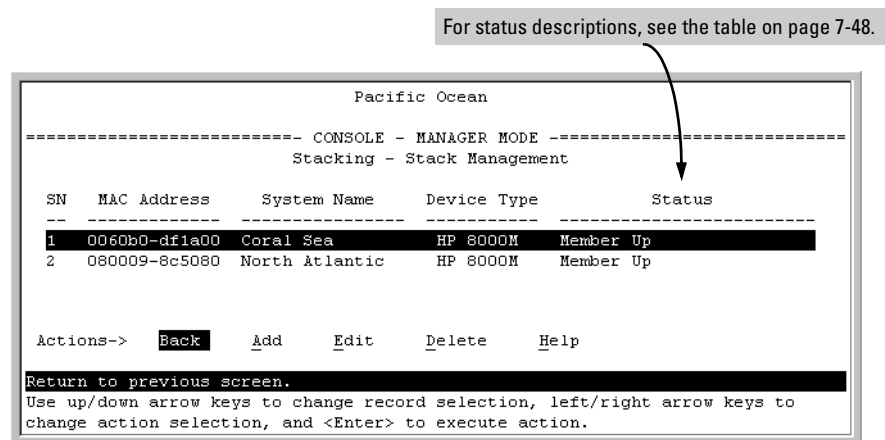 For status descriptions, see the table on page 7-48.
Pacific Ocean
==========================- CONSOLE - MANAGER MODE -============================
Stacking - Stack Management
SN MAC Address System Name Device Type Status
-- ------------- ---------------- ----------- -------------------------
1 0060b0-df1a00 Coral Sea HP 8000M Member Up
2 080009-8c5080 North Atlantic HP 8000M Member Up
Actions-> Back Add Edit Delete Help
Return to previous screen.
Use up/down arrow keys to change record selection, left/right arrow keys to
change action selection, and <Enter> to execute action.